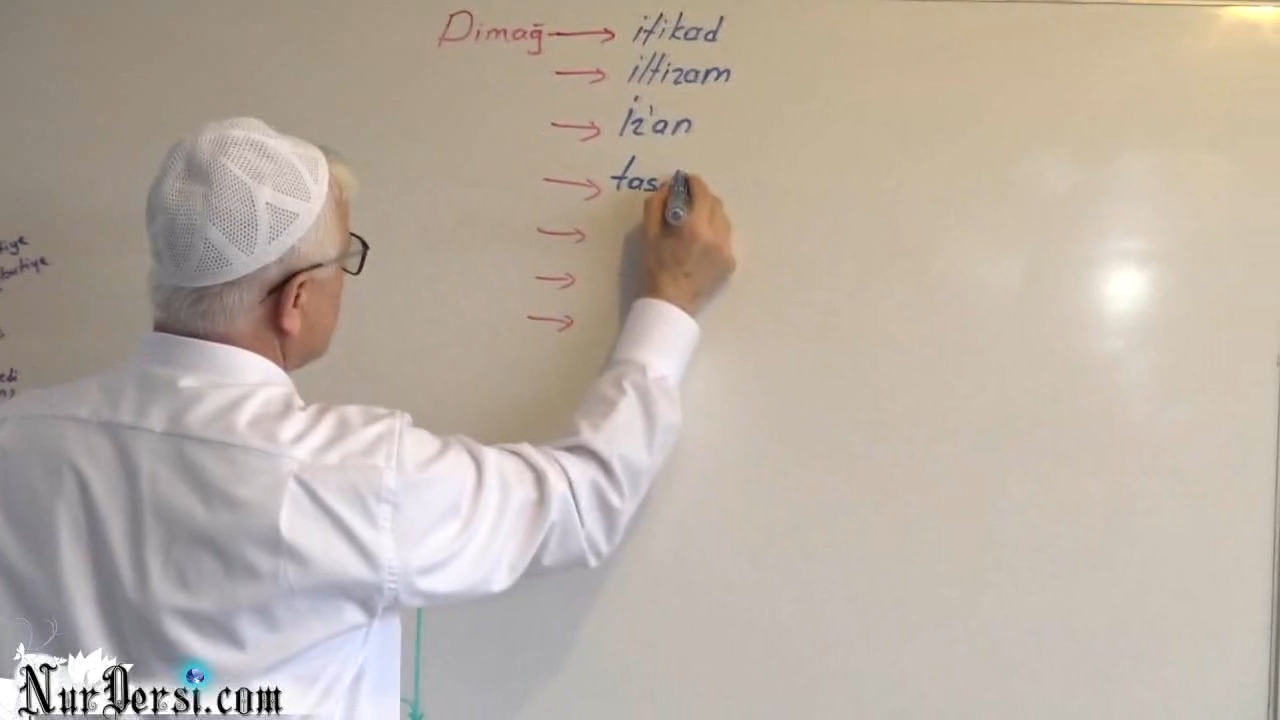 Dimağ → itikad
→ iltizam
→ İz'an
→ tas
→
→
→
NurDersi.com